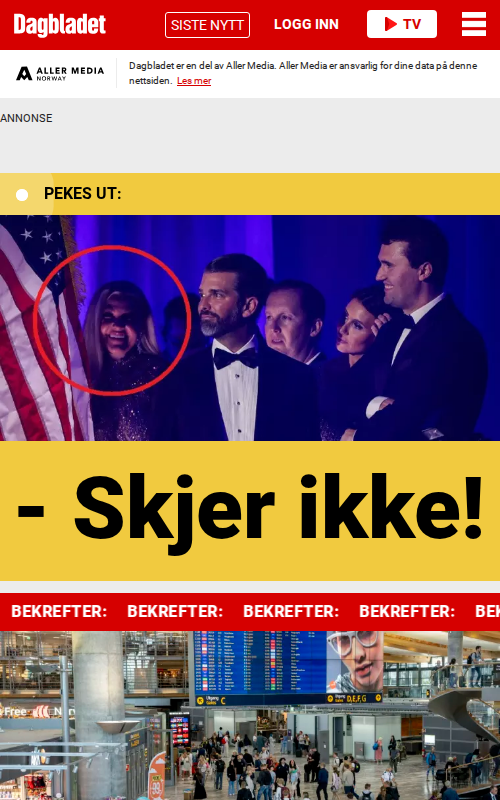 Dagbladet
SISTE NYTT
LOGG INN
TV
ALLER MEDIA
NORWAY
Dagbladet er en del av Aller Media. Aller Media er ansvarlig for dine data på denne
nettsiden. Les mer
ANNONSE
PEKES UT:
- Skjer ikke!
BEKREFTER: BEKREFTER: BEKREFTER: BEKREFTER: BEK
Free
C
D,E,F,G